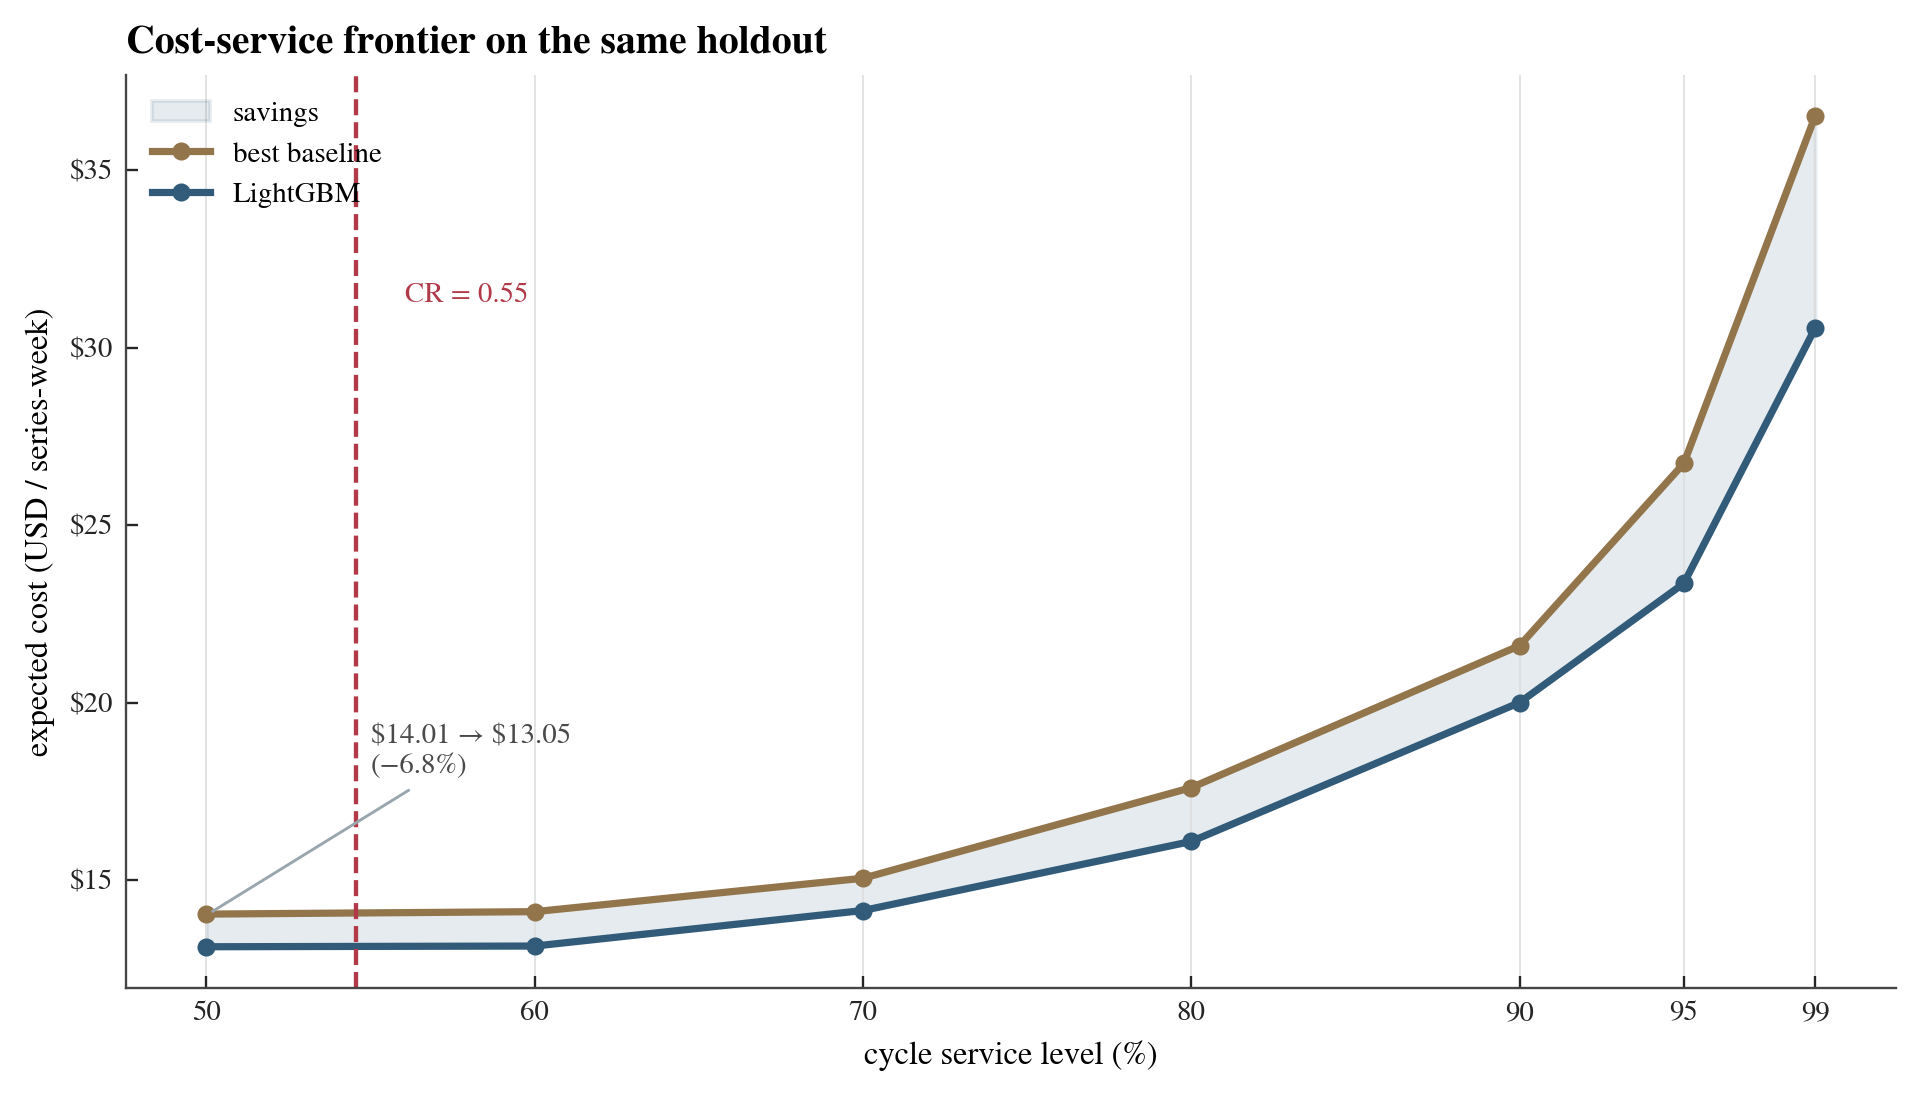 Cost-service frontier on the same holdout
savings
best baseline
LightGBM
CR = 0.55
$14.01 → $13.05
(−6.8%)
expected cost (USD / series-week)
$35
$30
$25
$20
$15
50 60 70 80 90 95 99
cycle service level (%)